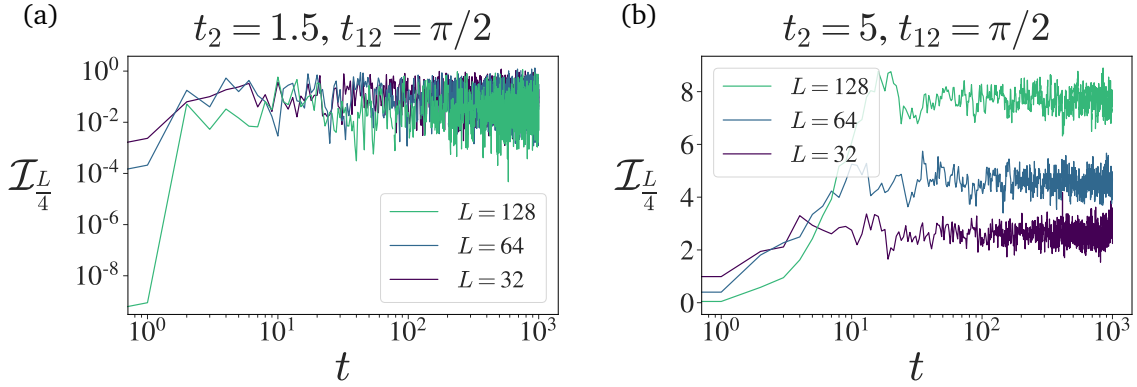 (a)
t₂ = 1.5, t₁₂ = π/2
10⁰
10⁻²
10⁻⁴
10⁻⁶
10⁻⁸
ℐ_{L/4}
L = 128
L = 64
L = 32
10⁰ 10¹ 10² 10³
t
(b)
t₂ = 5, t₁₂ = π/2
8
6
4
2
0
ℐ_{L/4}
L = 128
L = 64
L = 32
10⁰ 10¹ 10² 10³
t